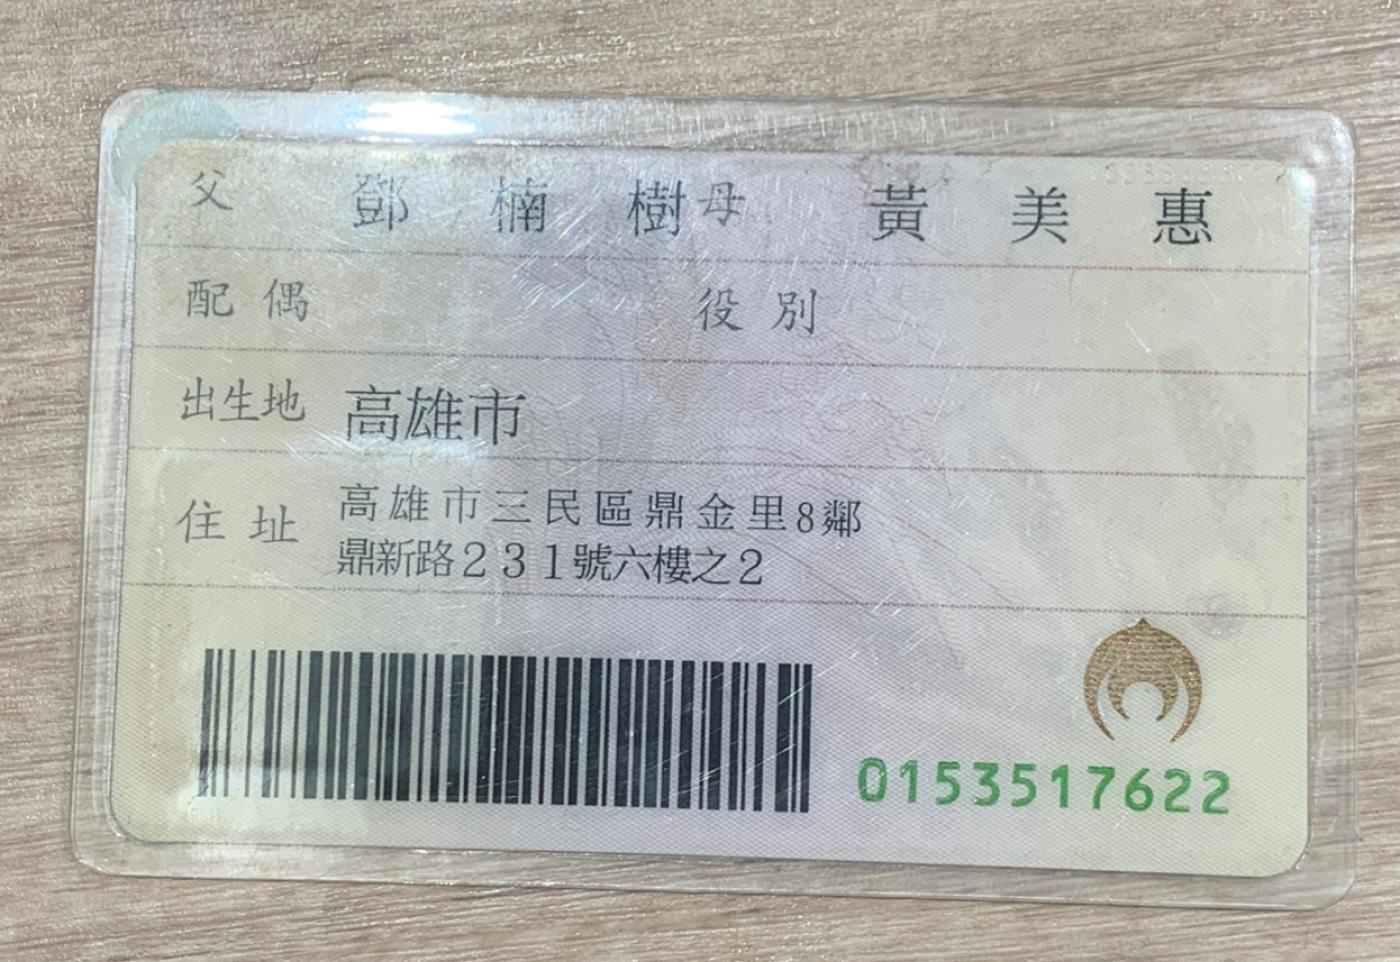 父 鄧楠樹 母 黃美惠
配偶 役別
出生地 高雄市
住址 高雄市三民區鼎金里8鄰
鼎新路231號六樓之2
0153517622